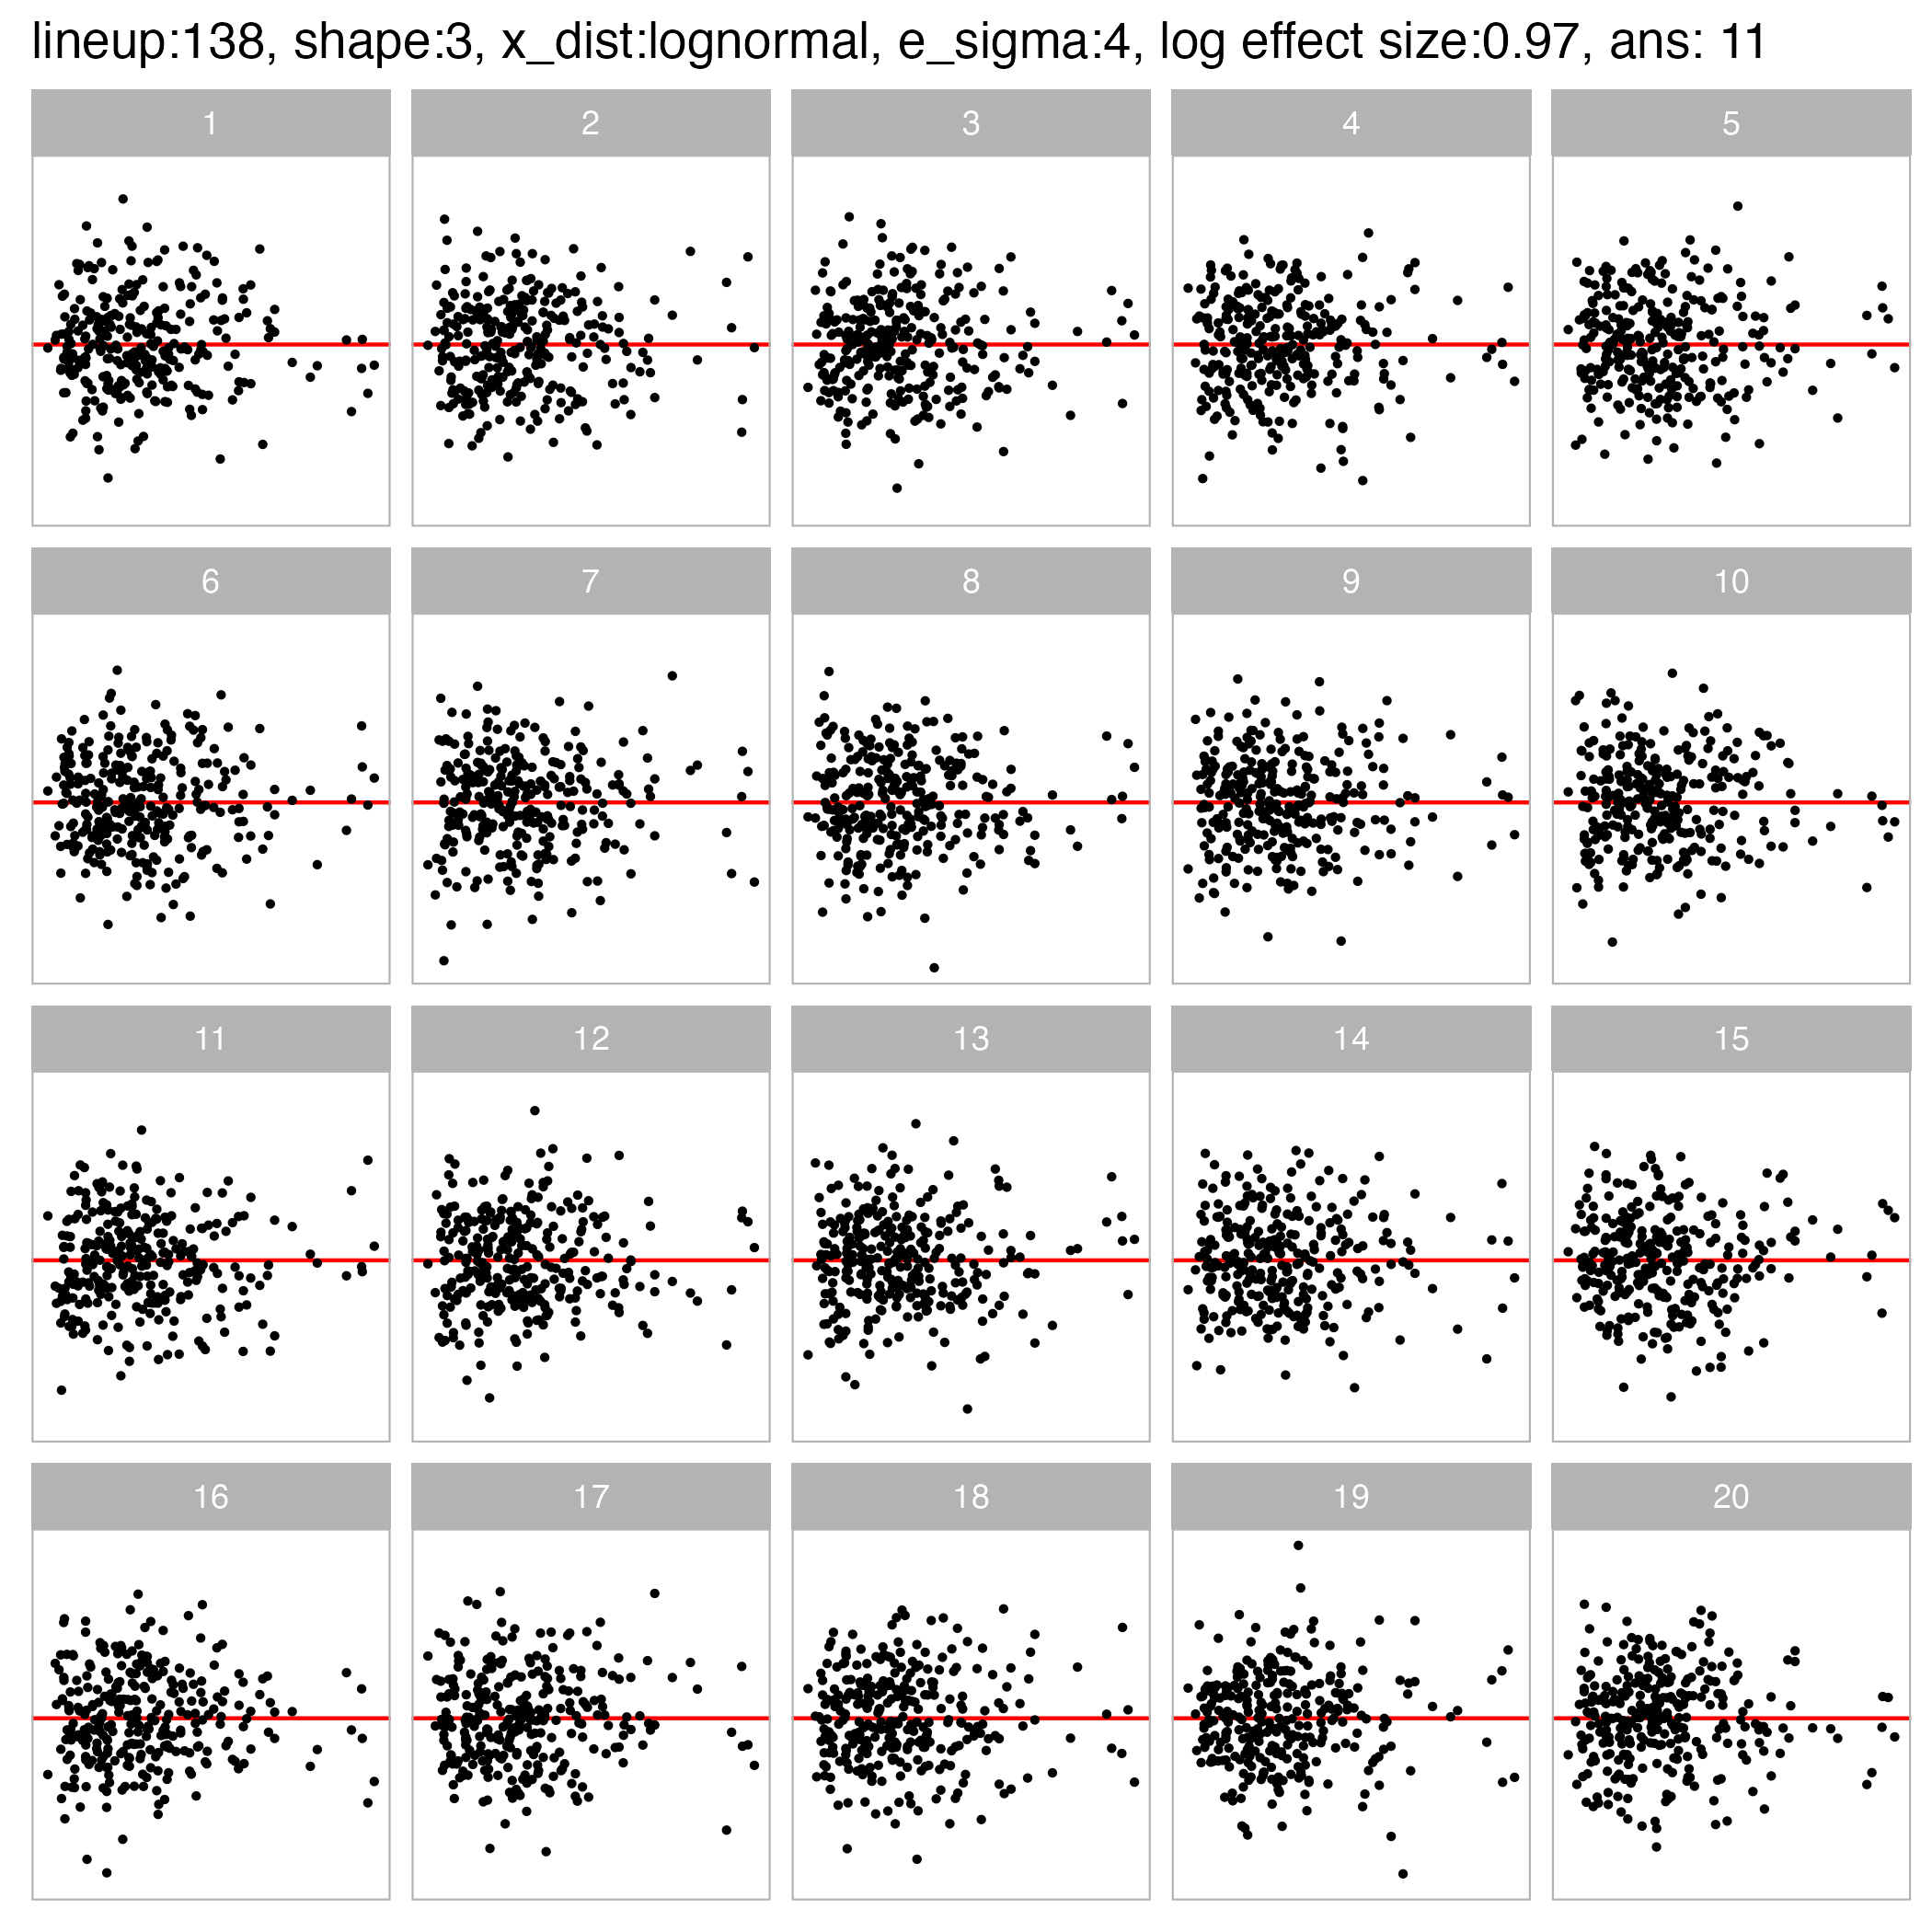 lineup:138, shape:3, x_dist:lognormal, e_sigma:4, log effect size:0.97, ans: 11
1 2 3 4 5
6 7 8 9 10
11 12 13 14 15
16 17 18 19 20